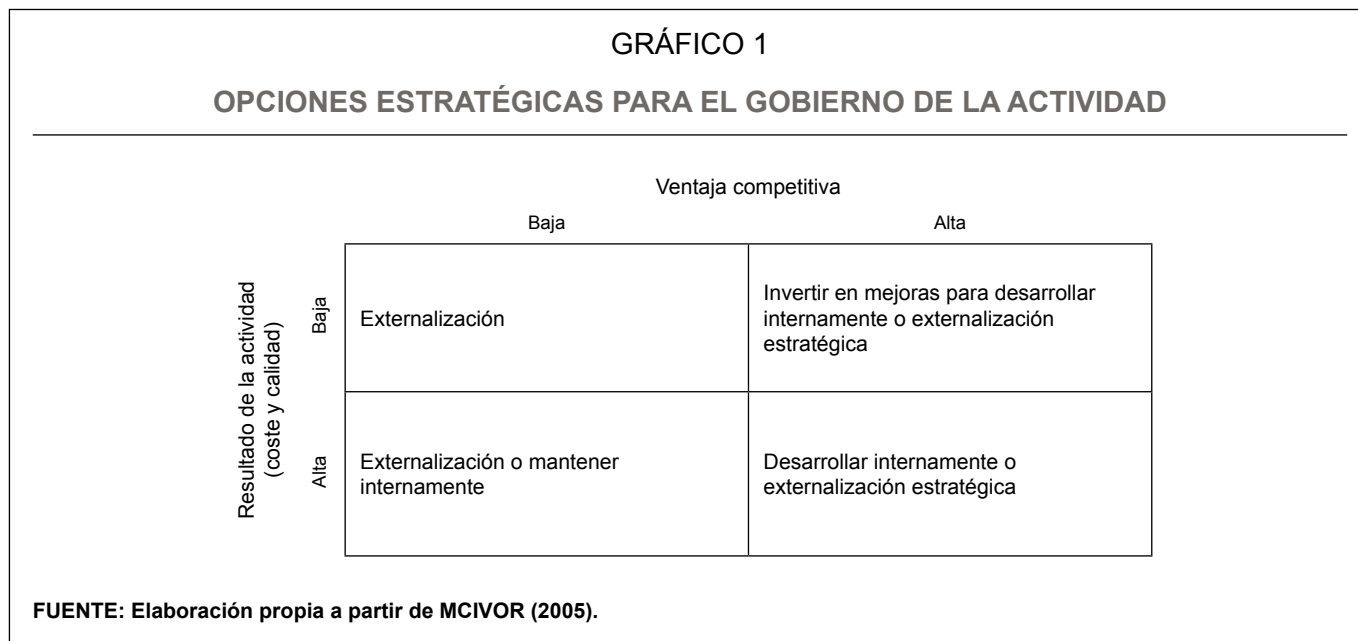 GRÁFICO 1
OPCIONES ESTRATÉGICAS PARA EL GOBIERNO DE LA ACTIVIDAD
Ventaja competitiva
Baja
Alta
Resultado de la actividad
(coste y calidad)
Baja
Externalización
Invertir en mejoras para desarrollar
internamente o externalización
estratégica
Alta
Externalización o mantener
internamente
Desarrollar internamente o
externalización estratégica
FUENTE: Elaboración propia a partir de MCIVOR (2005).